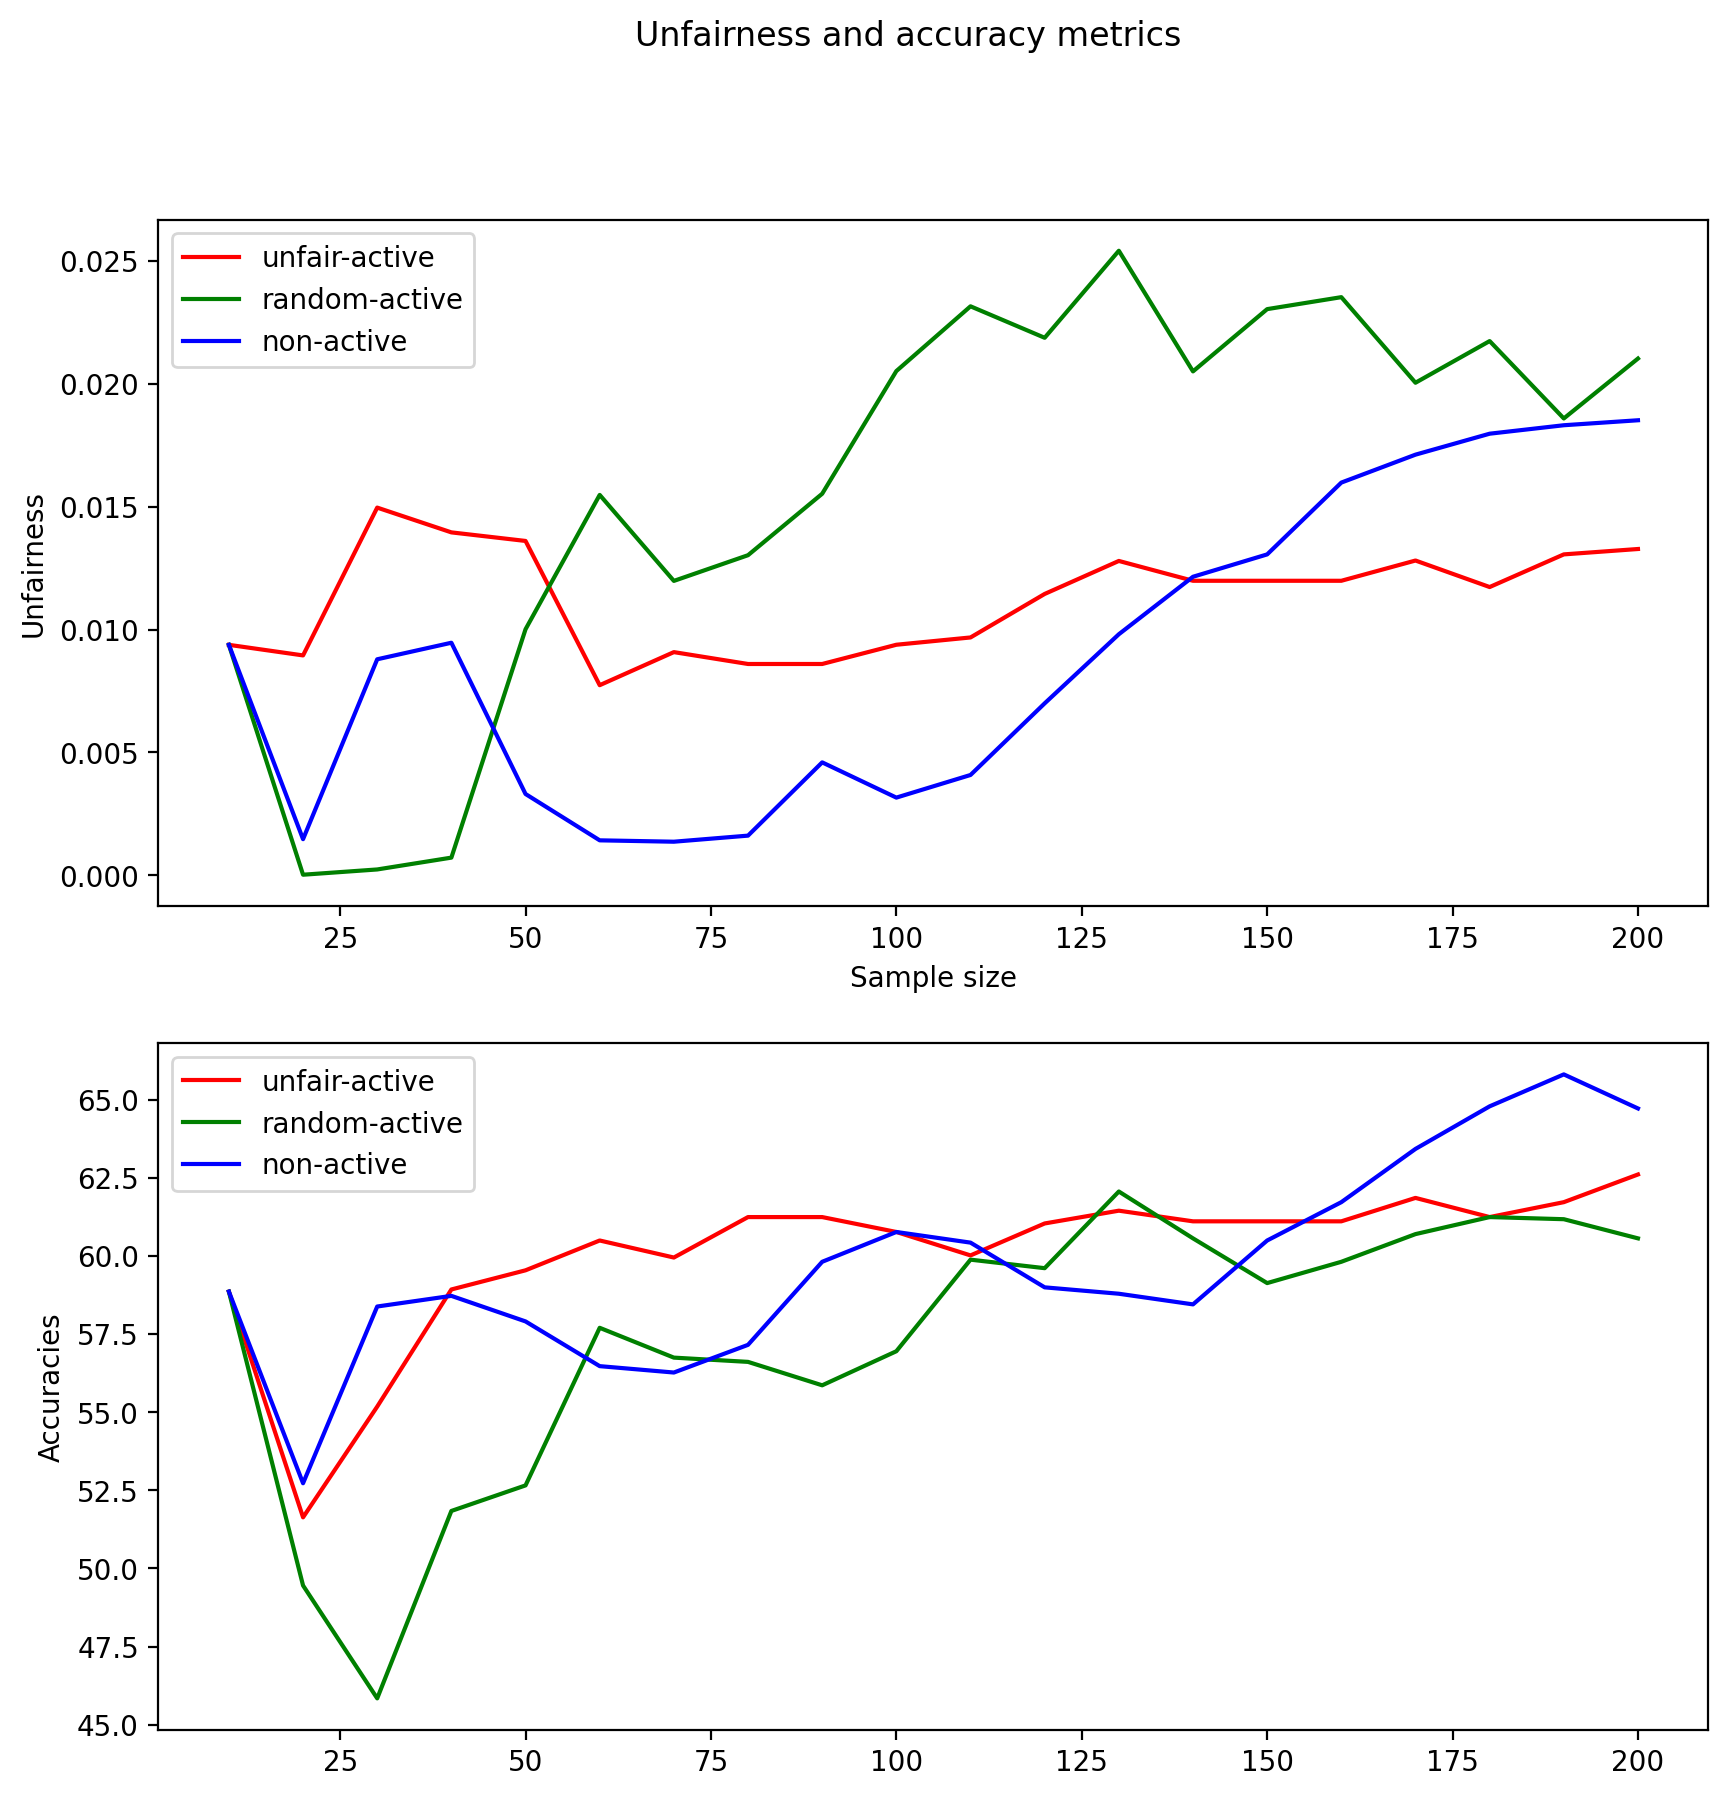 Unfairness and accuracy metrics
unfair-active
random-active
non-active
0.025
0.020
0.015
0.010
0.005
0.000
Unfairness
25 50 75 100 125 150 175 200
Sample size
unfair-active
random-active
non-active
65.0
62.5
60.0
57.5
55.0
52.5
50.0
47.5
45.0
Accuracies
25 50 75 100 125 150 175 200